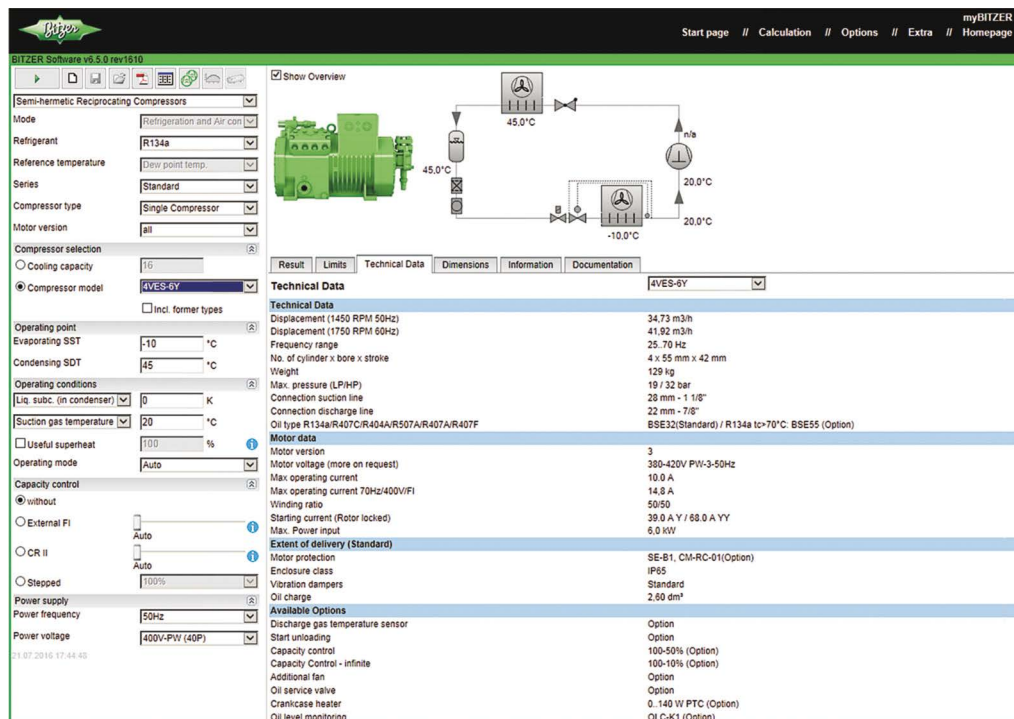 Bitzer
myBITZER
Start page // Calculation // Options // Extra // Homepage
BITZER Software v6.5.0 rev1610
Semi-hermetic Reciprocating Compressors
Mode Refrigeration and Air con
Refrigerant R134a
Reference temperature Dew point temp.
Series Standard
Compressor type Single Compressor
Motor version all
Compressor selection
Cooling capacity 16
Compressor model 4VES-6Y
Incl. former types
Operating point
Evaporating SST -10 °C
Condensing SDT 45 °C
Operating conditions
Liq. subc. (in condenser) 0 K
Suction gas temperature 20 °C
Useful superheat 100 % i
Operating mode Auto
Capacity control
without
External FI i
Auto
CR II i
Auto
Stepped 100%
Power supply
Power frequency 50Hz
Power voltage 400V-PW (40P)
21.07.2016 17:44:45
Show Overview
45,0°C
n/a
45,0°C
20,0°C
20,0°C
-10,0°C
Result Limits Technical Data Dimensions Information Documentation
Technical Data 4VES-6Y
Technical Data
Displacement (1450 RPM 50Hz) 34,73 m3/h
Displacement (1750 RPM 60Hz) 41,92 m3/h
Frequency range 25..70 Hz
No. of cylinder x bore x stroke 4 x 55 mm x 42 mm
Weight 129 kg
Max. pressure (LP/HP) 19 / 32 bar
Connection suction line 28 mm - 1 1/8"
Connection discharge line 22 mm - 7/8"
Oil type R134a/R407C/R404A/R507A/R407A/R407F BSE32(Standard) / R134a tc>70°C: BSE55 (Option)
Motor data
Motor version 3
Motor voltage (more on request) 380-420V PW-3-50Hz
Max operating current 10.0 A
Max operating current 70Hz/400V/FI 14,8 A
Winding ratio 50/50
Starting current (Rotor locked) 39.0 A Y / 68.0 A YY
Max. Power input 6,0 kW
Extent of delivery (Standard)
Motor protection SE-B1, CM-RC-01(Option)
Enclosure class IP65
Vibration dampers Standard
Oil charge 2,60 dm³
Available Options
Discharge gas temperature sensor Option
Start unloading Option
Capacity control 100-50% (Option)
Capacity Control - infinite 100-10% (Option)
Additional fan Option
Oil service valve Option
Crankcase heater 0..140 W PTC (Option)
Oil level monitoring OLC-K1 (Option)